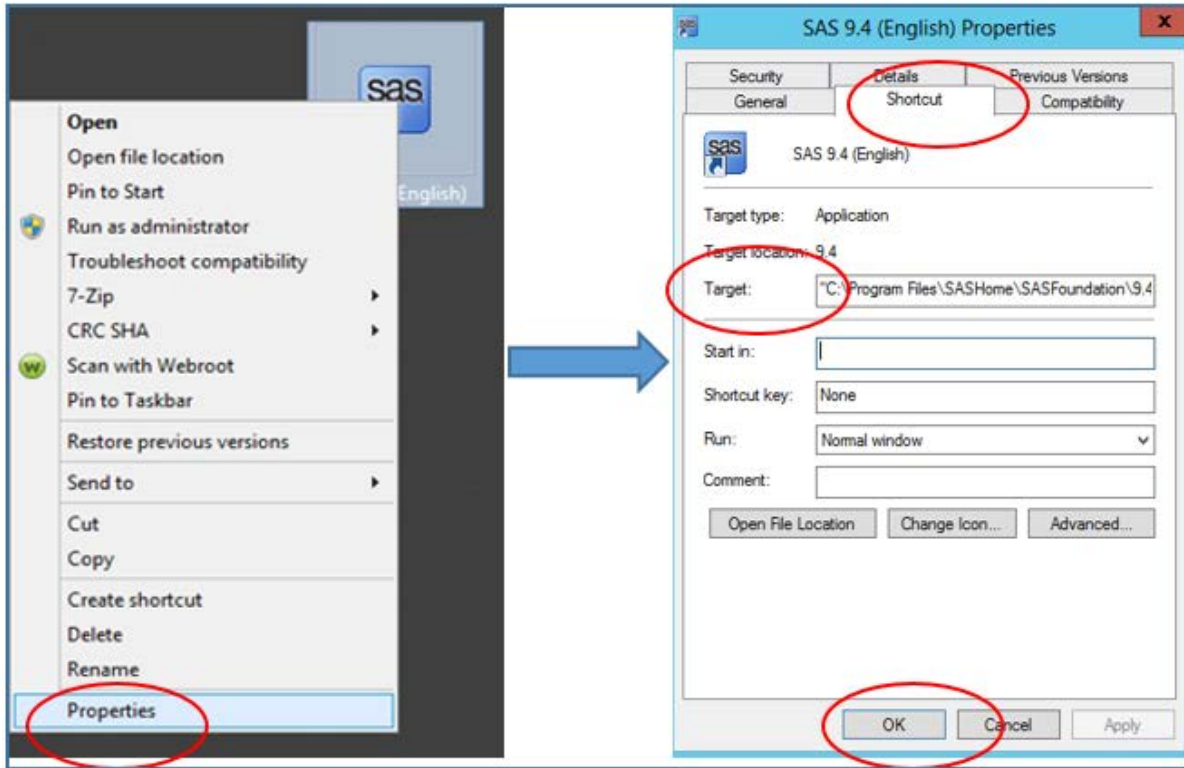 sas
English)
Open
Open file location
Pin to Start
Run as administrator
Troubleshoot compatibility
7-Zip
CRC SHA
Scan with Webroot
Pin to Taskbar
Restore previous versions
Send to
Cut
Copy
Create shortcut
Delete
Rename
Properties
SAS 9.4 (English) Properties
x
Security Details Previous Versions
General Shortcut Compatibility
sas
SAS 9.4 (English)
Target type: Application
Target location: 9.4
Target: "C:\Program Files\SASHome\SASFoundation\9.4
Start in:
Shortcut key: None
Run: Normal window
Comment:
Open File Location Change Icon... Advanced...
OK Cancel Apply